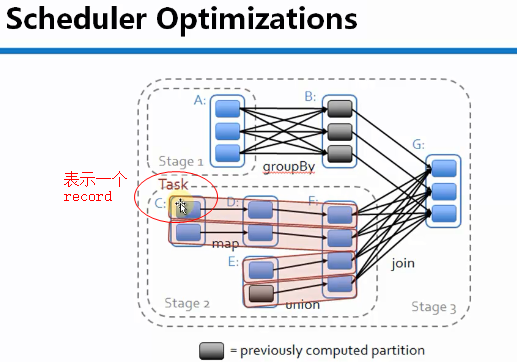 Scheduler Optimizations
A:
B:
G:
Stage 1
groupBy
表示一个
record
Task
C:
D:
F:
map
E:
join
Stage 2
union
Stage 3
= previously computed partition